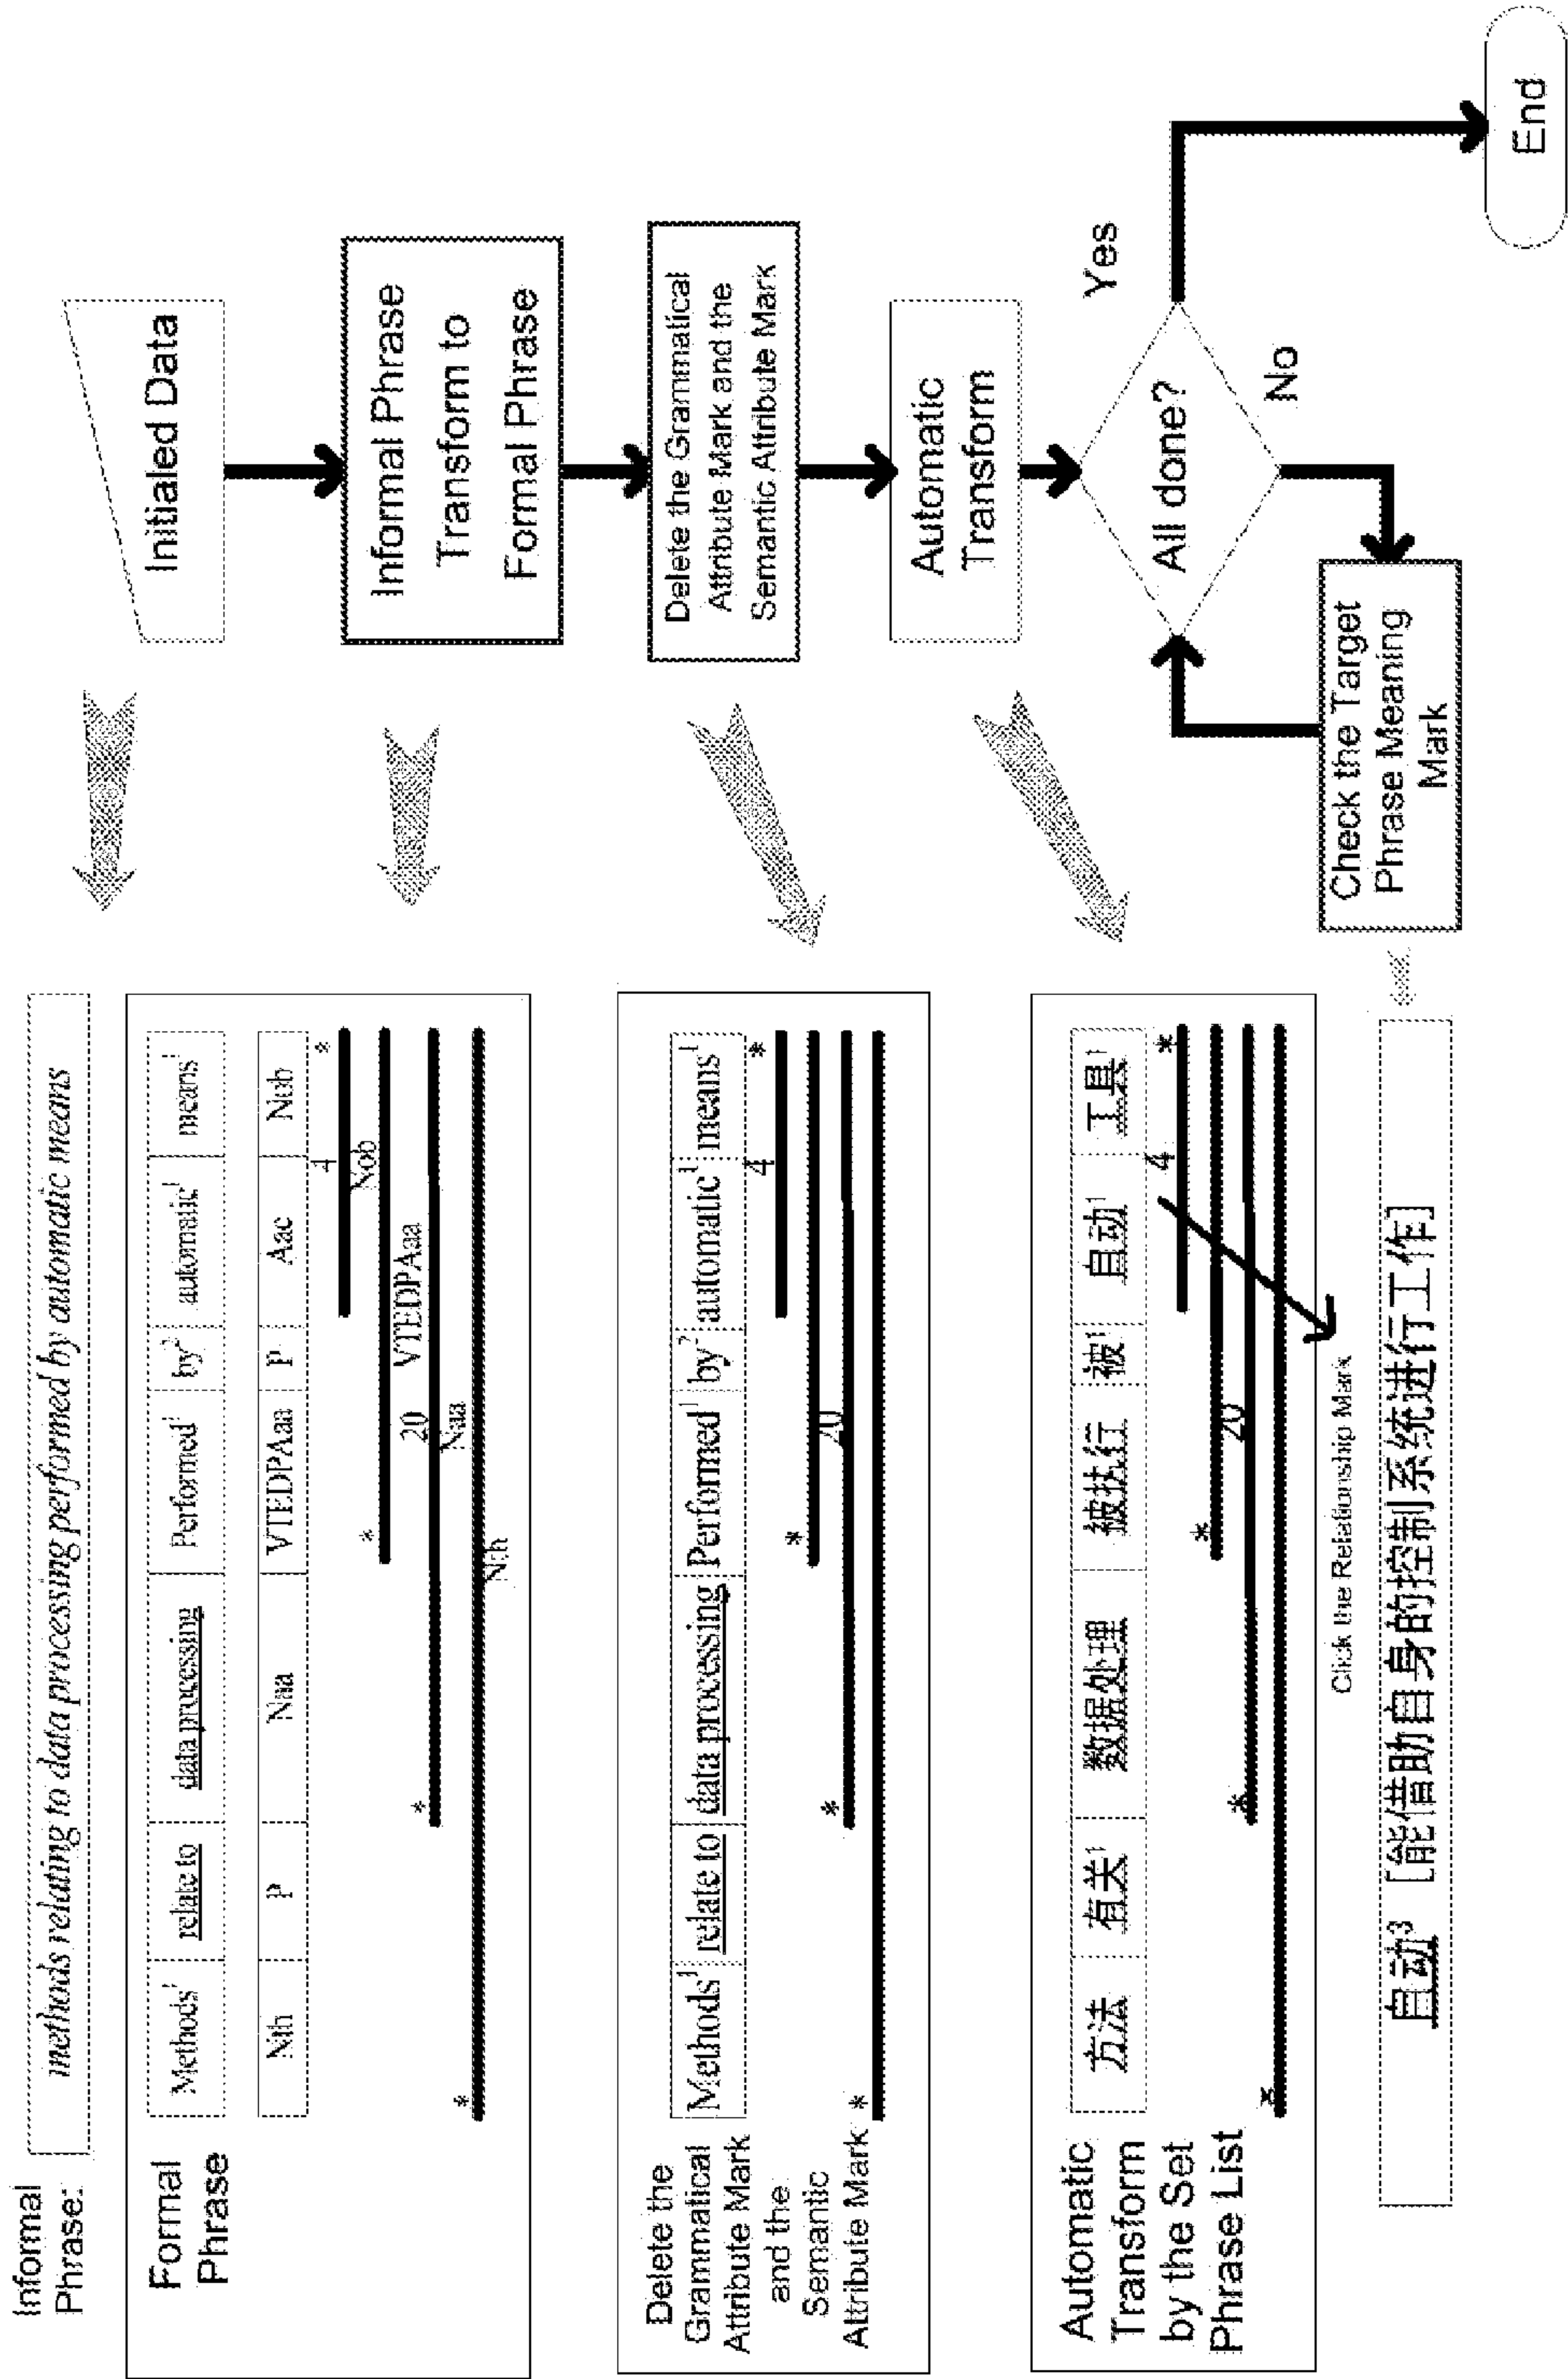 Informal
Phrase:
methods relating to data processing performed by automatic means
Formal
Phrase
Methods¹ relate to data processing Performed¹ by² automatic¹ means¹
Nth P Naa VTEDPAaa P Aac Nob
*
4
Nob
*
VTEDPAaa
20
*
Naa
*
Nth
Delete the
Grammatical
Attribute Mark
and the
Semantic
Attribute Mark
Methods¹ relate to data processing Performed¹ by² automatic¹ means¹
*
4
*
20
*
*
Automatic
Transform
by the Set
Phrase List
方法 有关¹ 数据处理 被执行 被¹ 自动¹ 工具¹
*
4
*
20
*
*
Click the Relationship Mark
自动³ [能借助自身的控制系统进行工作]
Initialed Data
Informal Phrase
Transform to
Formal Phrase
Delete the Grammatical
Attribute Mark and the
Semantic Attribute Mark
Automatic
Transform
All done?
Yes
No
Check the Target
Phrase Meaning
Mark
End